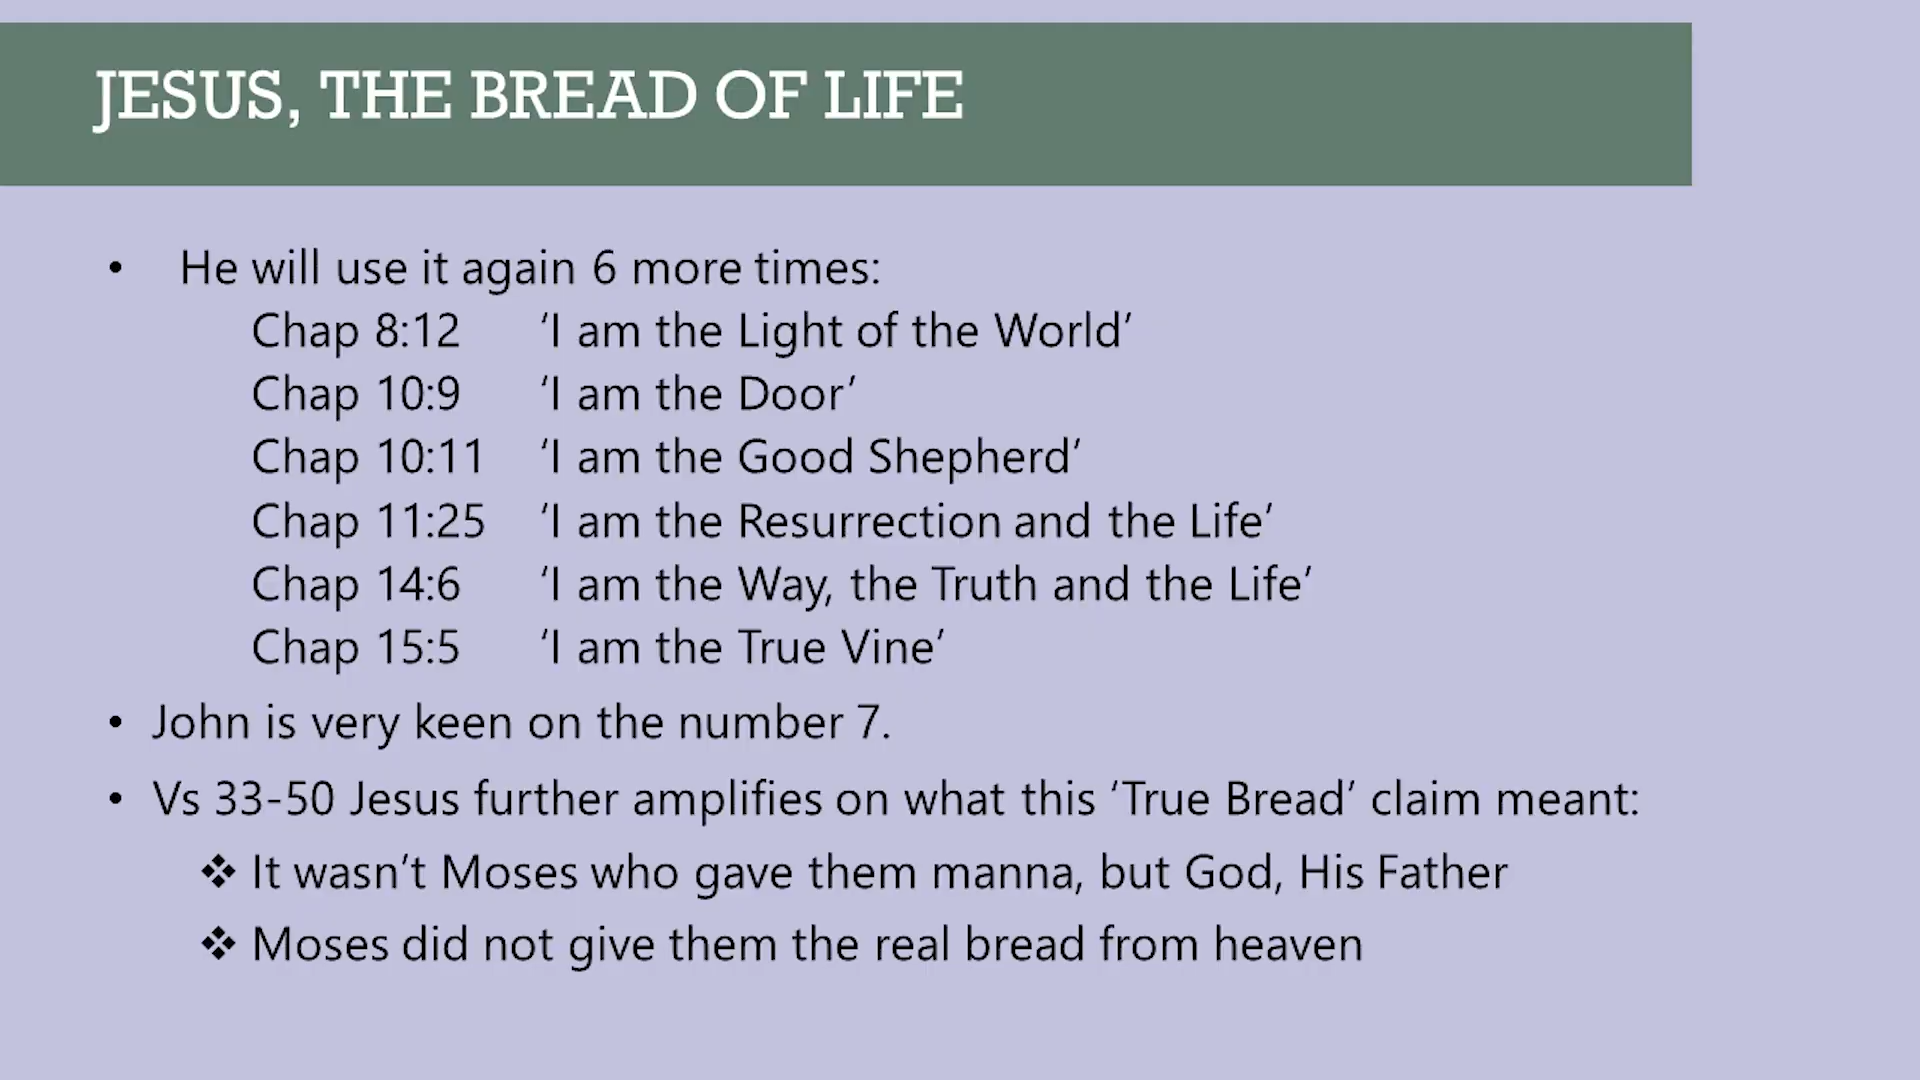 JESUS, THE BREAD OF LIFE
• He will use it again 6 more times:
Chap 8:12 ‘I am the Light of the World’
Chap 10:9 ‘I am the Door’
Chap 10:11 ‘I am the Good Shepherd’
Chap 11:25 ‘I am the Resurrection and the Life’
Chap 14:6 ‘I am the Way, the Truth and the Life’
Chap 15:5 ‘I am the True Vine’
• John is very keen on the number 7.
• Vs 33-50 Jesus further amplifies on what this ‘True Bread’ claim meant:
❖ It wasn’t Moses who gave them manna, but God, His Father
❖ Moses did not give them the real bread from heaven